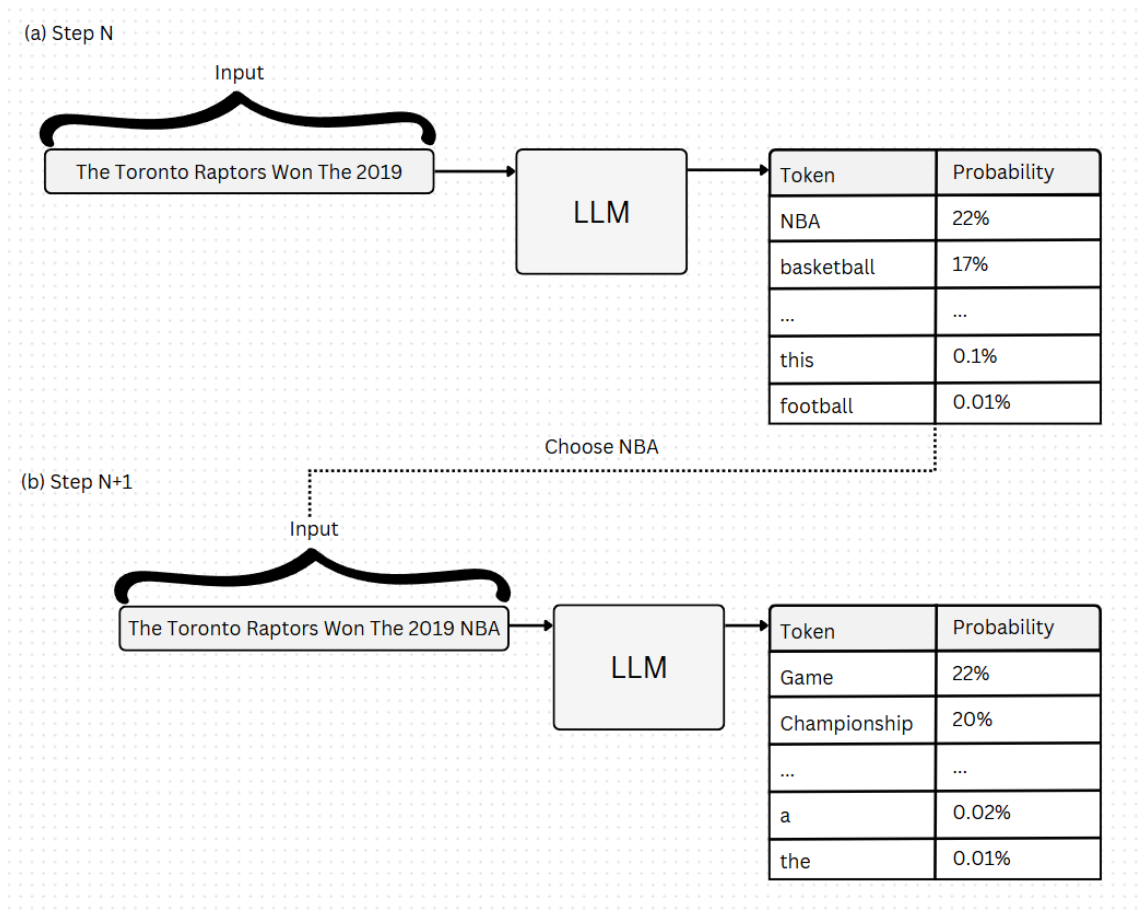 (a) Step N
Input
The Toronto Raptors Won The 2019
LLM
Token Probability
NBA 22%
basketball 17%
... ...
this 0.1%
football 0.01%
Choose NBA
(b) Step N+1
Input
The Toronto Raptors Won The 2019 NBA
LLM
Token Probability
Game 22%
Championship 20%
... ...
a 0.02%
the 0.01%